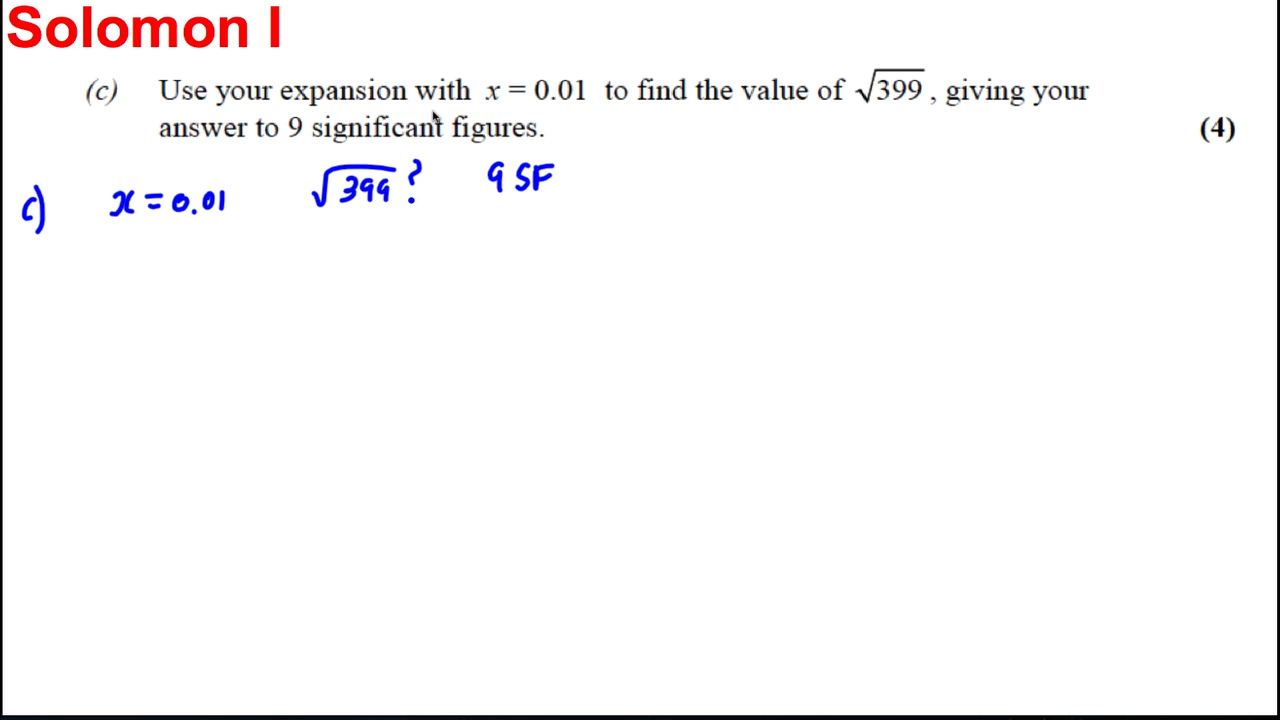 Solomon I
(c) Use your expansion with x = 0.01 to find the value of √399 , giving your
answer to 9 significant figures. (4)
c) x = 0.01 √399 ? 9 SF